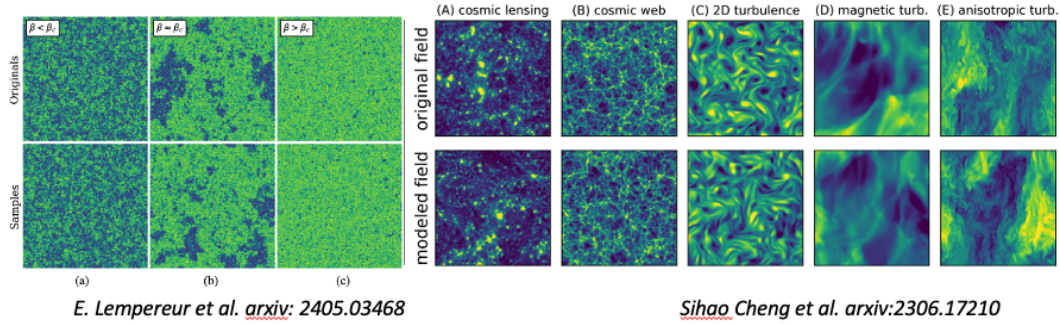 β < βc
β = βc
β > βc
Originals
Samples
(a)
(b)
(c)
E. Lempereur et al. arxiv: 2405.03468
(A) cosmic lensing
(B) cosmic web
(C) 2D turbulence
(D) magnetic turb.
(E) anisotropic turb.
original field
modeled field
Sihao Cheng et al. arxiv:2306.17210